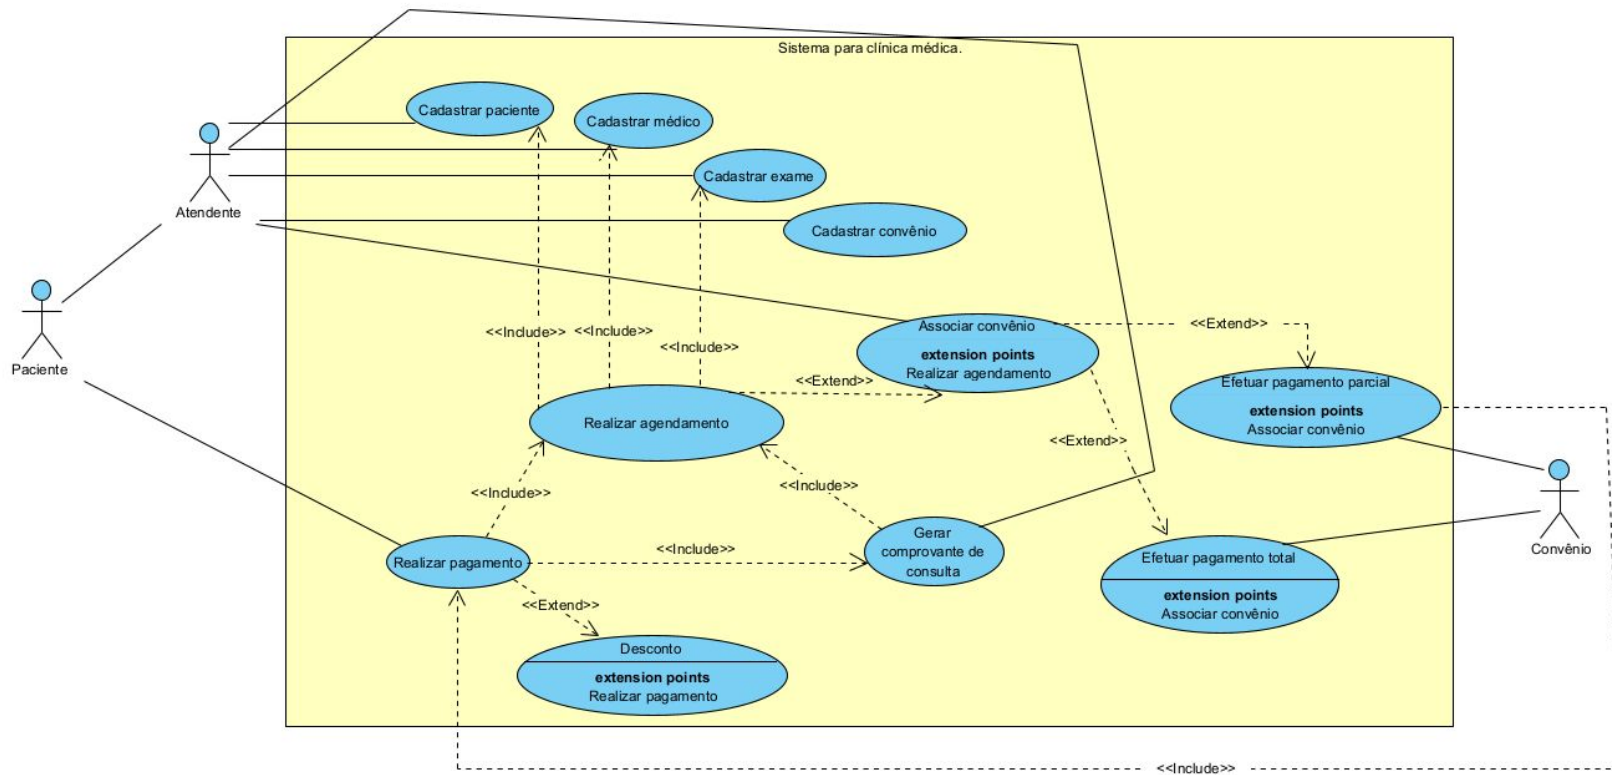 Sistema para clínica médica.
Cadastrar paciente
Cadastrar médico
Cadastrar exame
Atendente
Cadastrar convênio
Paciente
<<Include>>
<<Include>>
<<Include>>
Associar convênio
extension points
Realizar agendamento
<<Extend>>
<<Extend>>
Efetuar pagamento parcial
extension points
Associar convênio
Realizar agendamento
<<Extend>>
<<Include>>
<<Include>>
Convênio
Realizar pagamento
<<Include>>
Gerar
comprovante de
consulta
Efetuar pagamento total
extension points
Associar convênio
<<Extend>>
Desconto
extension points
Realizar pagamento
<<Include>>